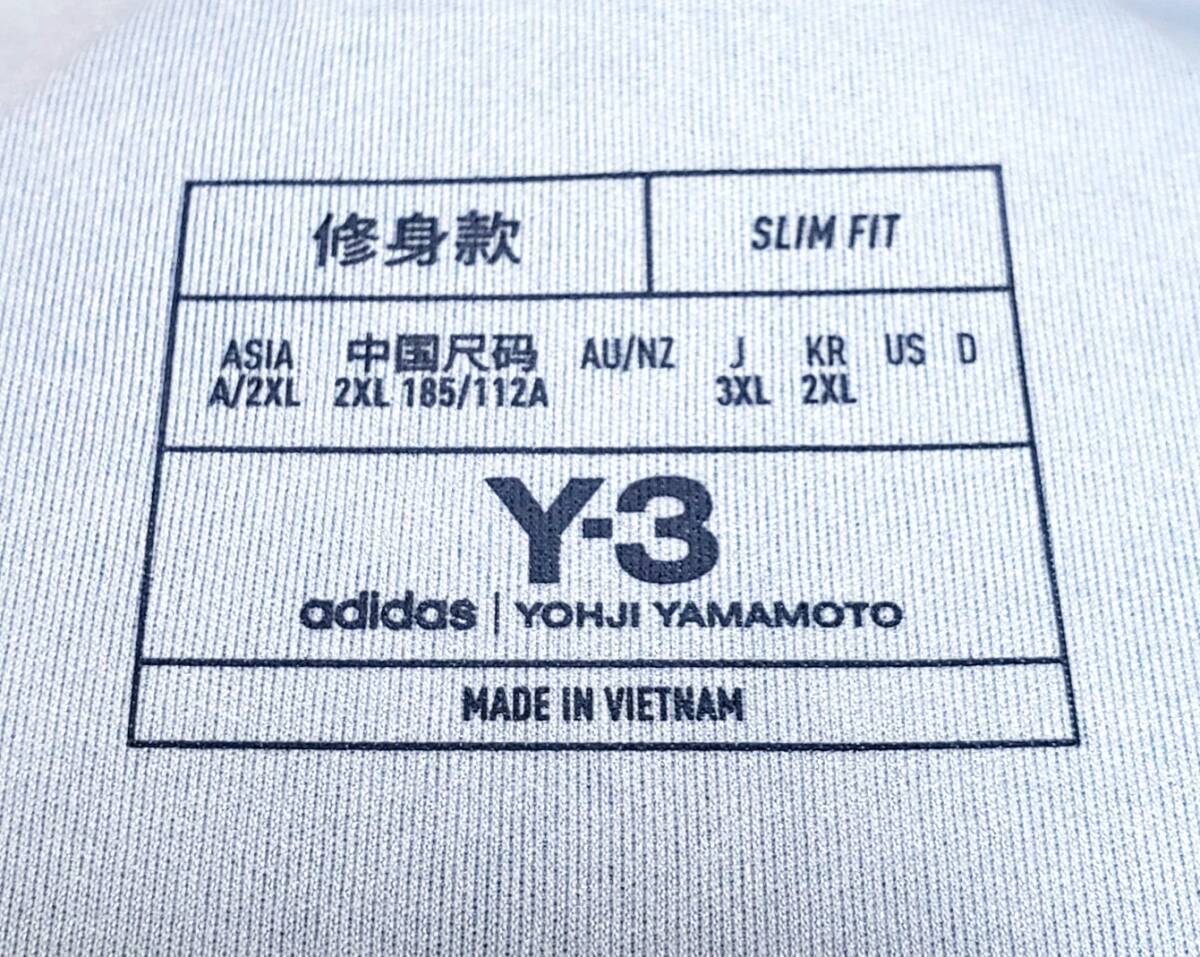 修身款 SLIM FIT
ASIA 中国尺码 AU/NZ J KR US D
A/2XL 2XL 185/112A 3XL 2XL
Y-3
adidas | YOHJI YAMAMOTO
MADE IN VIETNAM